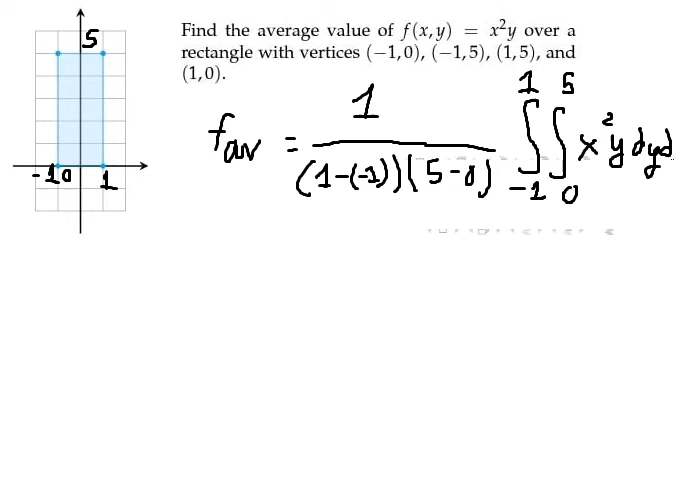 5
-1 0 1
Find the average value of f(x,y) = x²y over a
rectangle with vertices (−1,0), (−1,5), (1,5), and
(1,0).
f_av = 1/((1-(-1))(5-0)) ∫_{-1}^{1} ∫_{0}^{5} x²y dyd